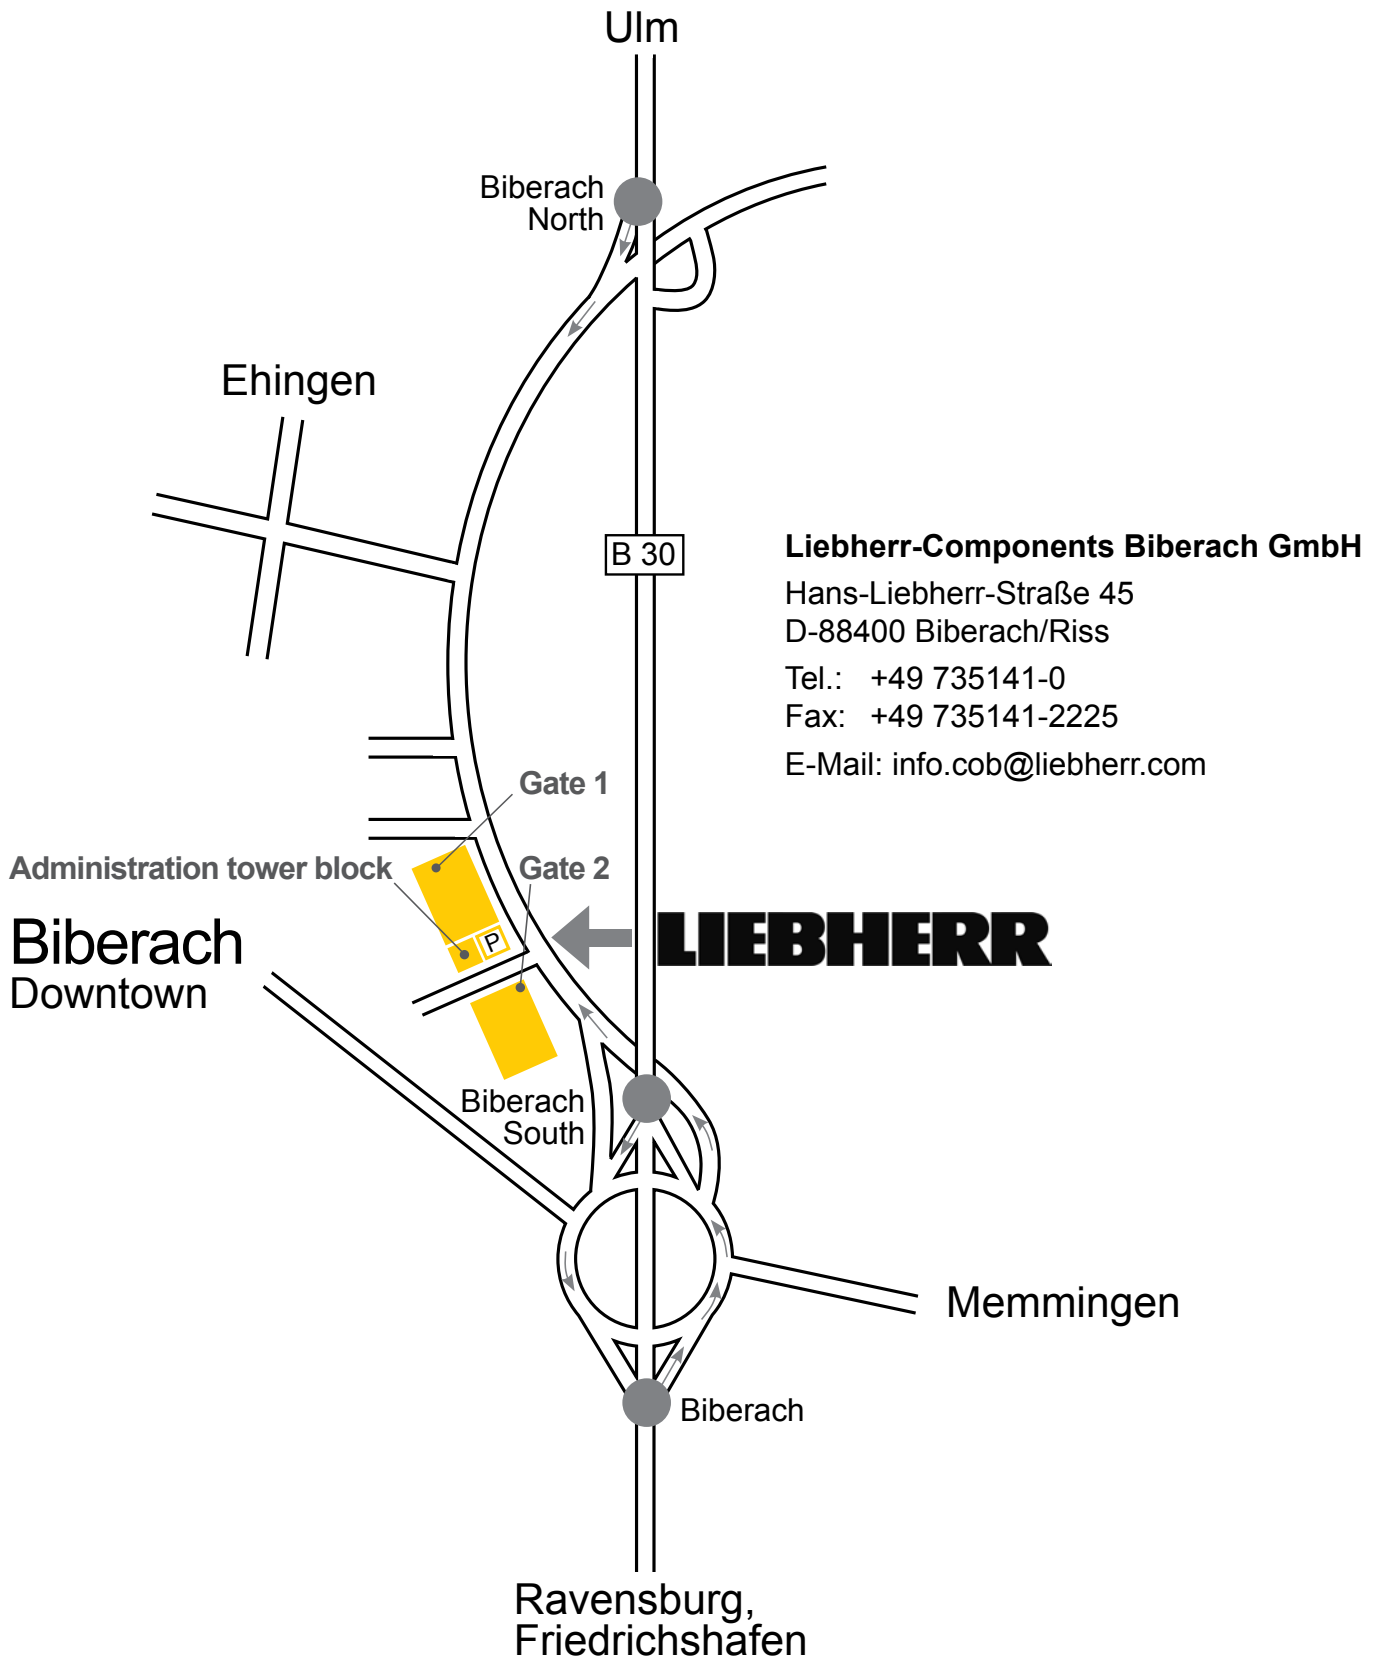 Ulm
Biberach
North
Ehingen
B 30
Liebherr-Components Biberach GmbH
Hans-Liebherr-Straße 45
D-88400 Biberach/Riss
Tel.: +49 735141-0
Fax: +49 735141-2225
E-Mail: info.cob@liebherr.com
Gate 1
Administration tower block
Gate 2
Biberach
Downtown
P
LIEBHERR
Biberach
South
Memmingen
Biberach
Ravensburg,
Friedrichshafen